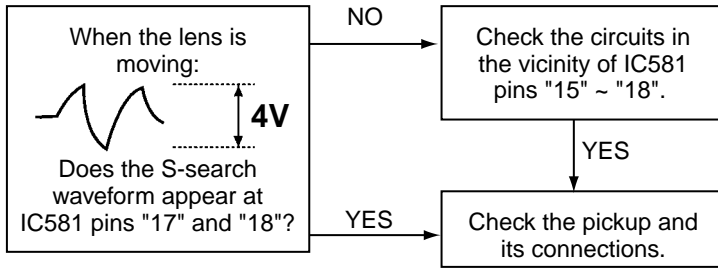 When the lens is
moving:
4V
Does the S-search
waveform appear at
IC581 pins "17" and "18"?
NO
Check the circuits in
the vicinity of IC581
pins "15" ~ "18".
YES
YES
Check the pickup and
its connections.